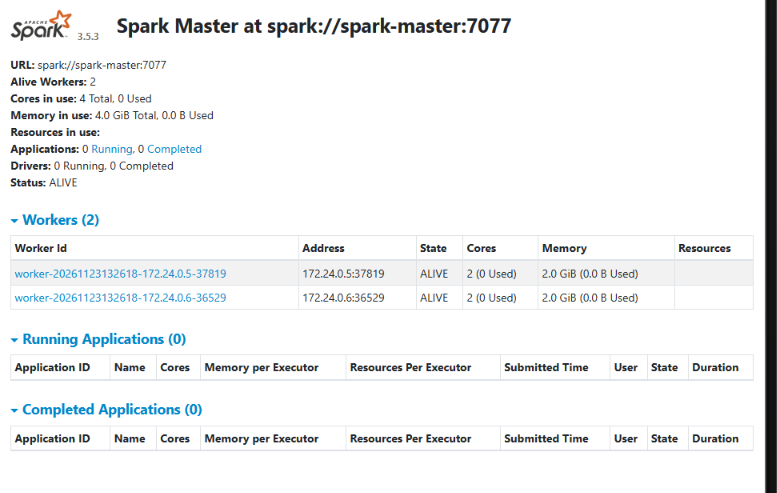 APACHE
Spark 3.5.3 Spark Master at spark://spark-master:7077
URL: spark://spark-master:7077
Alive Workers: 2
Cores in use: 4 Total, 0 Used
Memory in use: 4.0 GiB Total, 0.0 B Used
Resources in use:
Applications: 0 Running, 0 Completed
Drivers: 0 Running, 0 Completed
Status: ALIVE
Workers (2)
Worker Id Address State Cores Memory Resources
worker-20261123132618-172.24.0.5-37819 172.24.0.5:37819 ALIVE 2 (0 Used) 2.0 GiB (0.0 B Used)
worker-20261123132618-172.24.0.6-36529 172.24.0.6:36529 ALIVE 2 (0 Used) 2.0 GiB (0.0 B Used)
Running Applications (0)
Application ID Name Cores Memory per Executor Resources Per Executor Submitted Time User State Duration
Completed Applications (0)
Application ID Name Cores Memory per Executor Resources Per Executor Submitted Time User State Duration